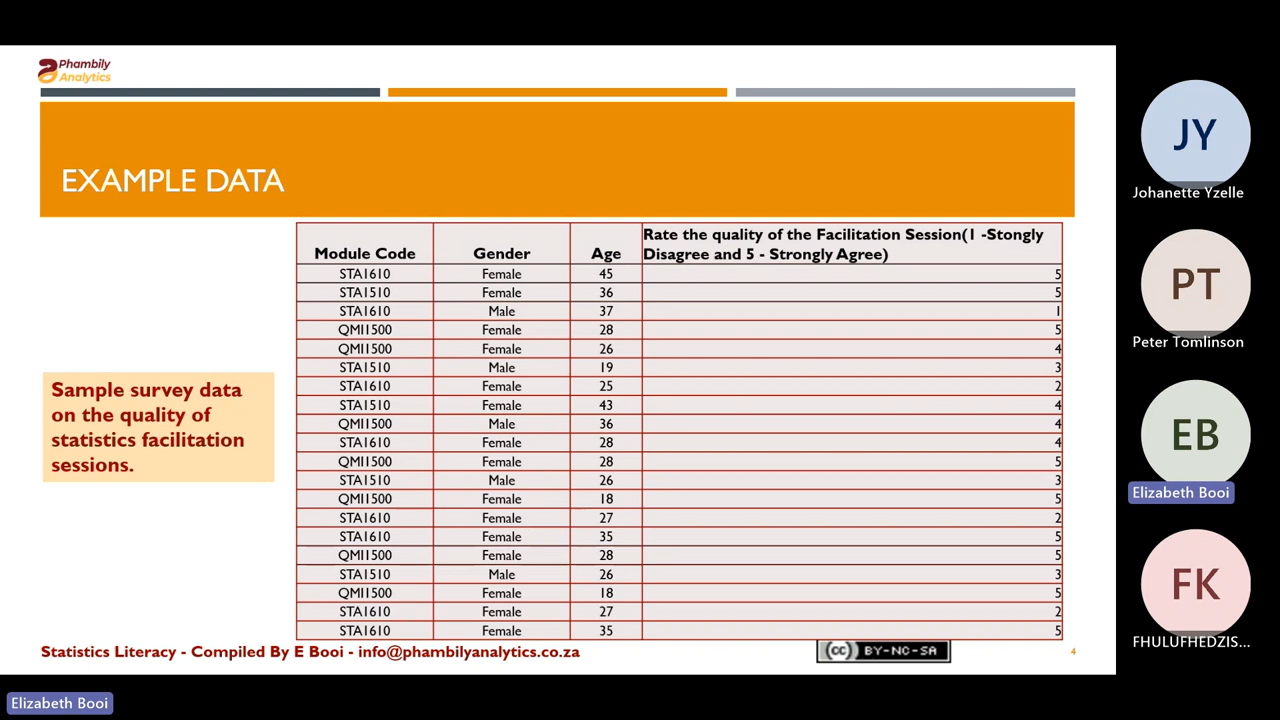 Phambily
Analytics
EXAMPLE DATA
Module Code Gender Age Rate the quality of the Facilitation Session(1 -Stongly
Disagree and 5 - Strongly Agree)
STA1610 Female 45 5
STA1510 Female 36 5
STA1610 Male 37 1
QMI1500 Female 28 5
QMI1500 Female 26 4
STA1510 Male 19 3
STA1610 Female 25 2
STA1510 Female 43 4
QMI1500 Male 36 4
STA1610 Female 28 4
QMI1500 Female 28 5
STA1510 Male 26 3
QMI1500 Female 18 5
STA1610 Female 27 2
STA1610 Female 35 5
QMI1500 Female 28 5
STA1510 Male 26 3
QMI1500 Female 18 5
STA1610 Female 27 2
STA1610 Female 35 5
Sample survey data
on the quality of
statistics facilitation
sessions.
Statistics Literacy - Compiled By E Booi - info@phambilyanalytics.co.za
cc BY-NC-SA
4
JY
Johanette Yzelle
PT
Peter Tomlinson
EB
Elizabeth Booi
FK
FHULUFHEDZIS...
Elizabeth Booi